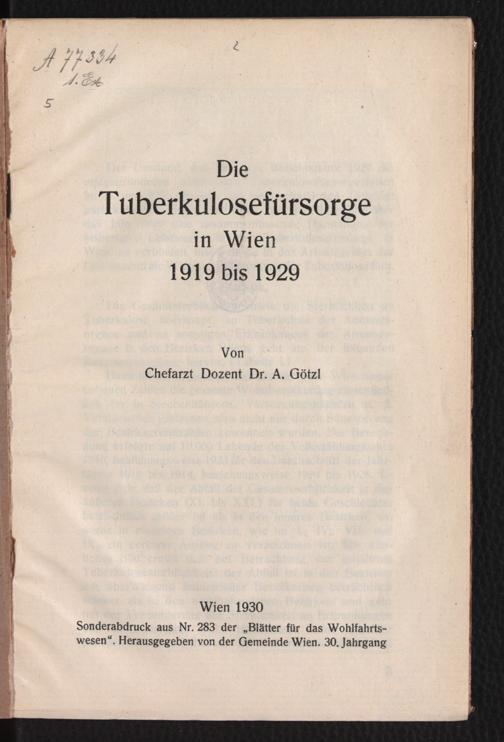 A 77334
2
1. Ex
5
Die
Tuberkulosefürsorge
in Wien
1919 bis 1929
Von
Chefarzt Dozent Dr. A. Götzl
Wien 1930
Sonderabdruck aus Nr. 283 der „Blätter für das Wohlfahrts-
wesen“. Herausgegeben von der Gemeinde Wien. 30. Jahrgang